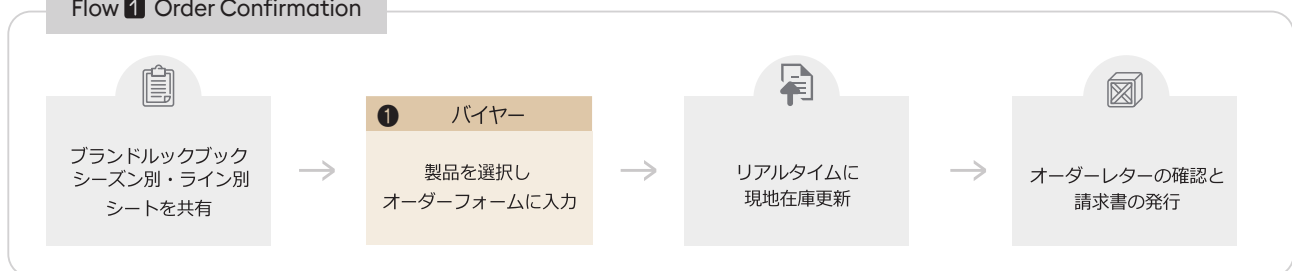 Flow 1 Order Confirmation
ブランドルックブック
シーズン別・ライン別
シートを共有
❶ バイヤー
製品を選択し
オーダーフォームに入力
リアルタイムに
現地在庫更新
オーダーレターの確認と
請求書の発行